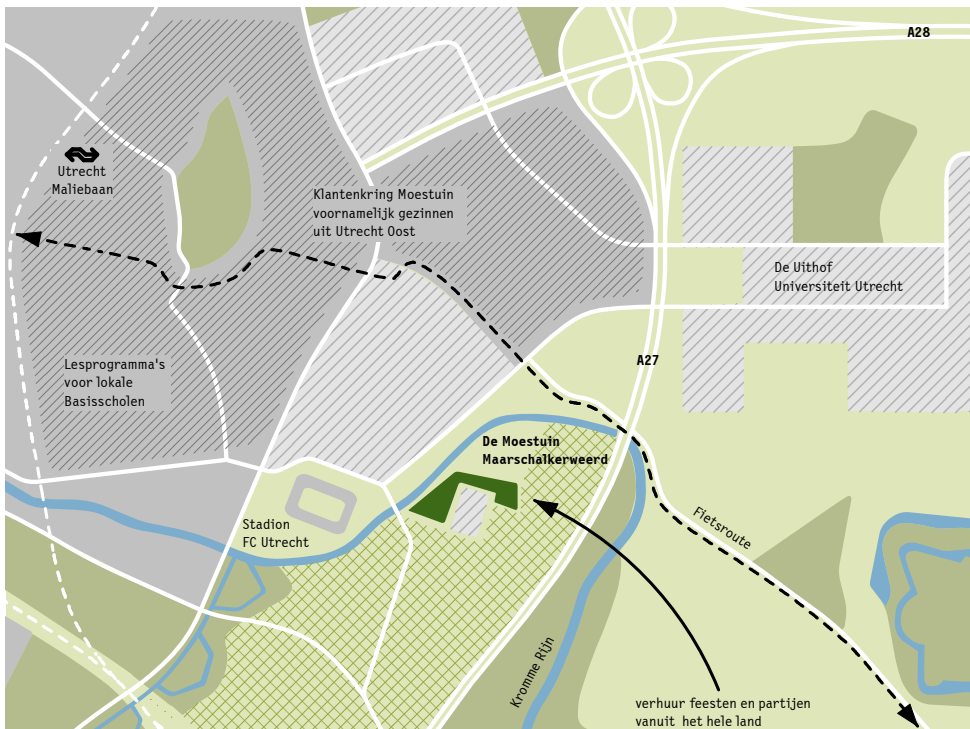 A28
Utrecht
Maliebaan
Klantenkring Moestuin
voornamelijk gezinnen
uit Utrecht Oost
De Uithof
Universiteit Utrecht
A27
Lesprogramma's
voor lokale
Basisscholen
De Moestuin
Maarschalkerweerd
Stadion
FC Utrecht
Fietsroute
Kromme Rijn
verhuur feesten en partijen
vanuit het hele land